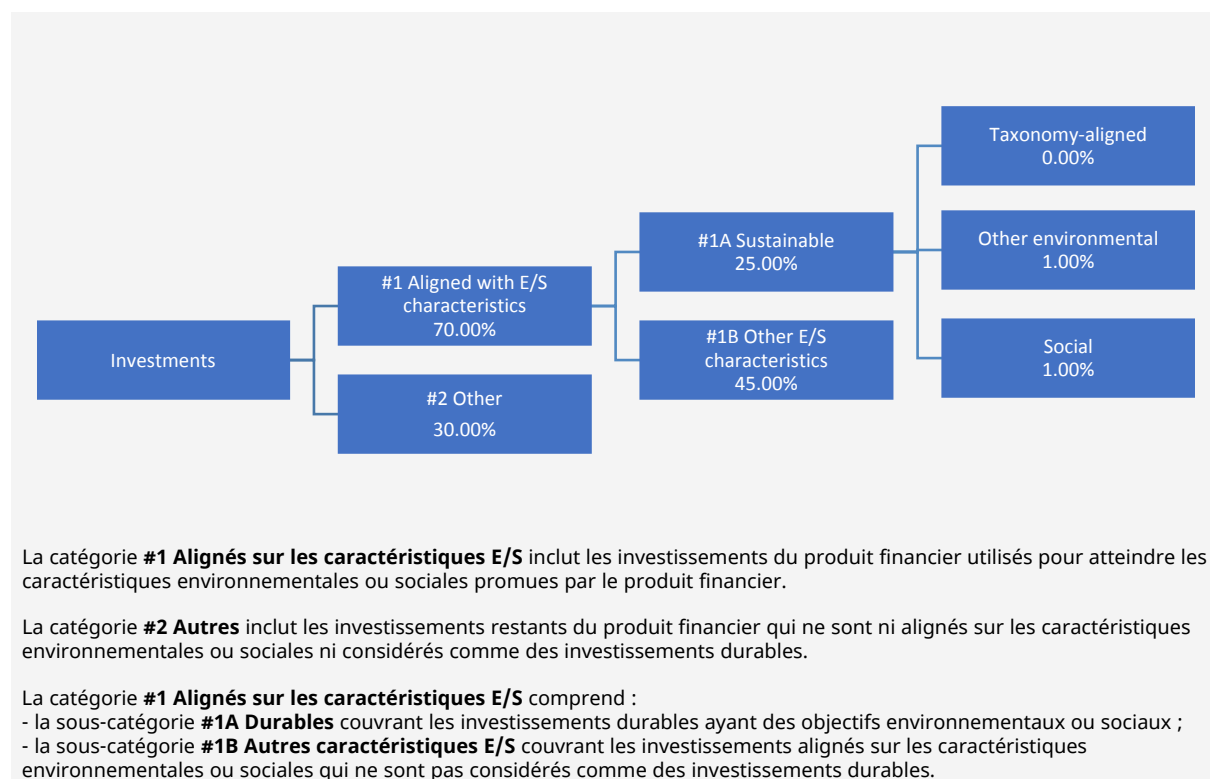 Investments
#1 Aligned with E/S
characteristics
70.00%
#2 Other
30.00%
#1A Sustainable
25.00%
#1B Other E/S
characteristics
45.00%
Taxonomy-aligned
0.00%
Other environmental
1.00%
Social
1.00%
La catégorie #1 Alignés sur les caractéristiques E/S inclut les investissements du produit financier utilisés pour atteindre les
caractéristiques environnementales ou sociales promues par le produit financier.
La catégorie #2 Autres inclut les investissements restants du produit financier qui ne sont ni alignés sur les caractéristiques
environnementales ou sociales ni considérés comme des investissements durables.
La catégorie #1 Alignés sur les caractéristiques E/S comprend :
- la sous-catégorie #1A Durables couvrant les investissements durables ayant des objectifs environnementaux ou sociaux ;
- la sous-catégorie #1B Autres caractéristiques E/S couvrant les investissements alignés sur les caractéristiques
environnementales ou sociales qui ne sont pas considérés comme des investissements durables.